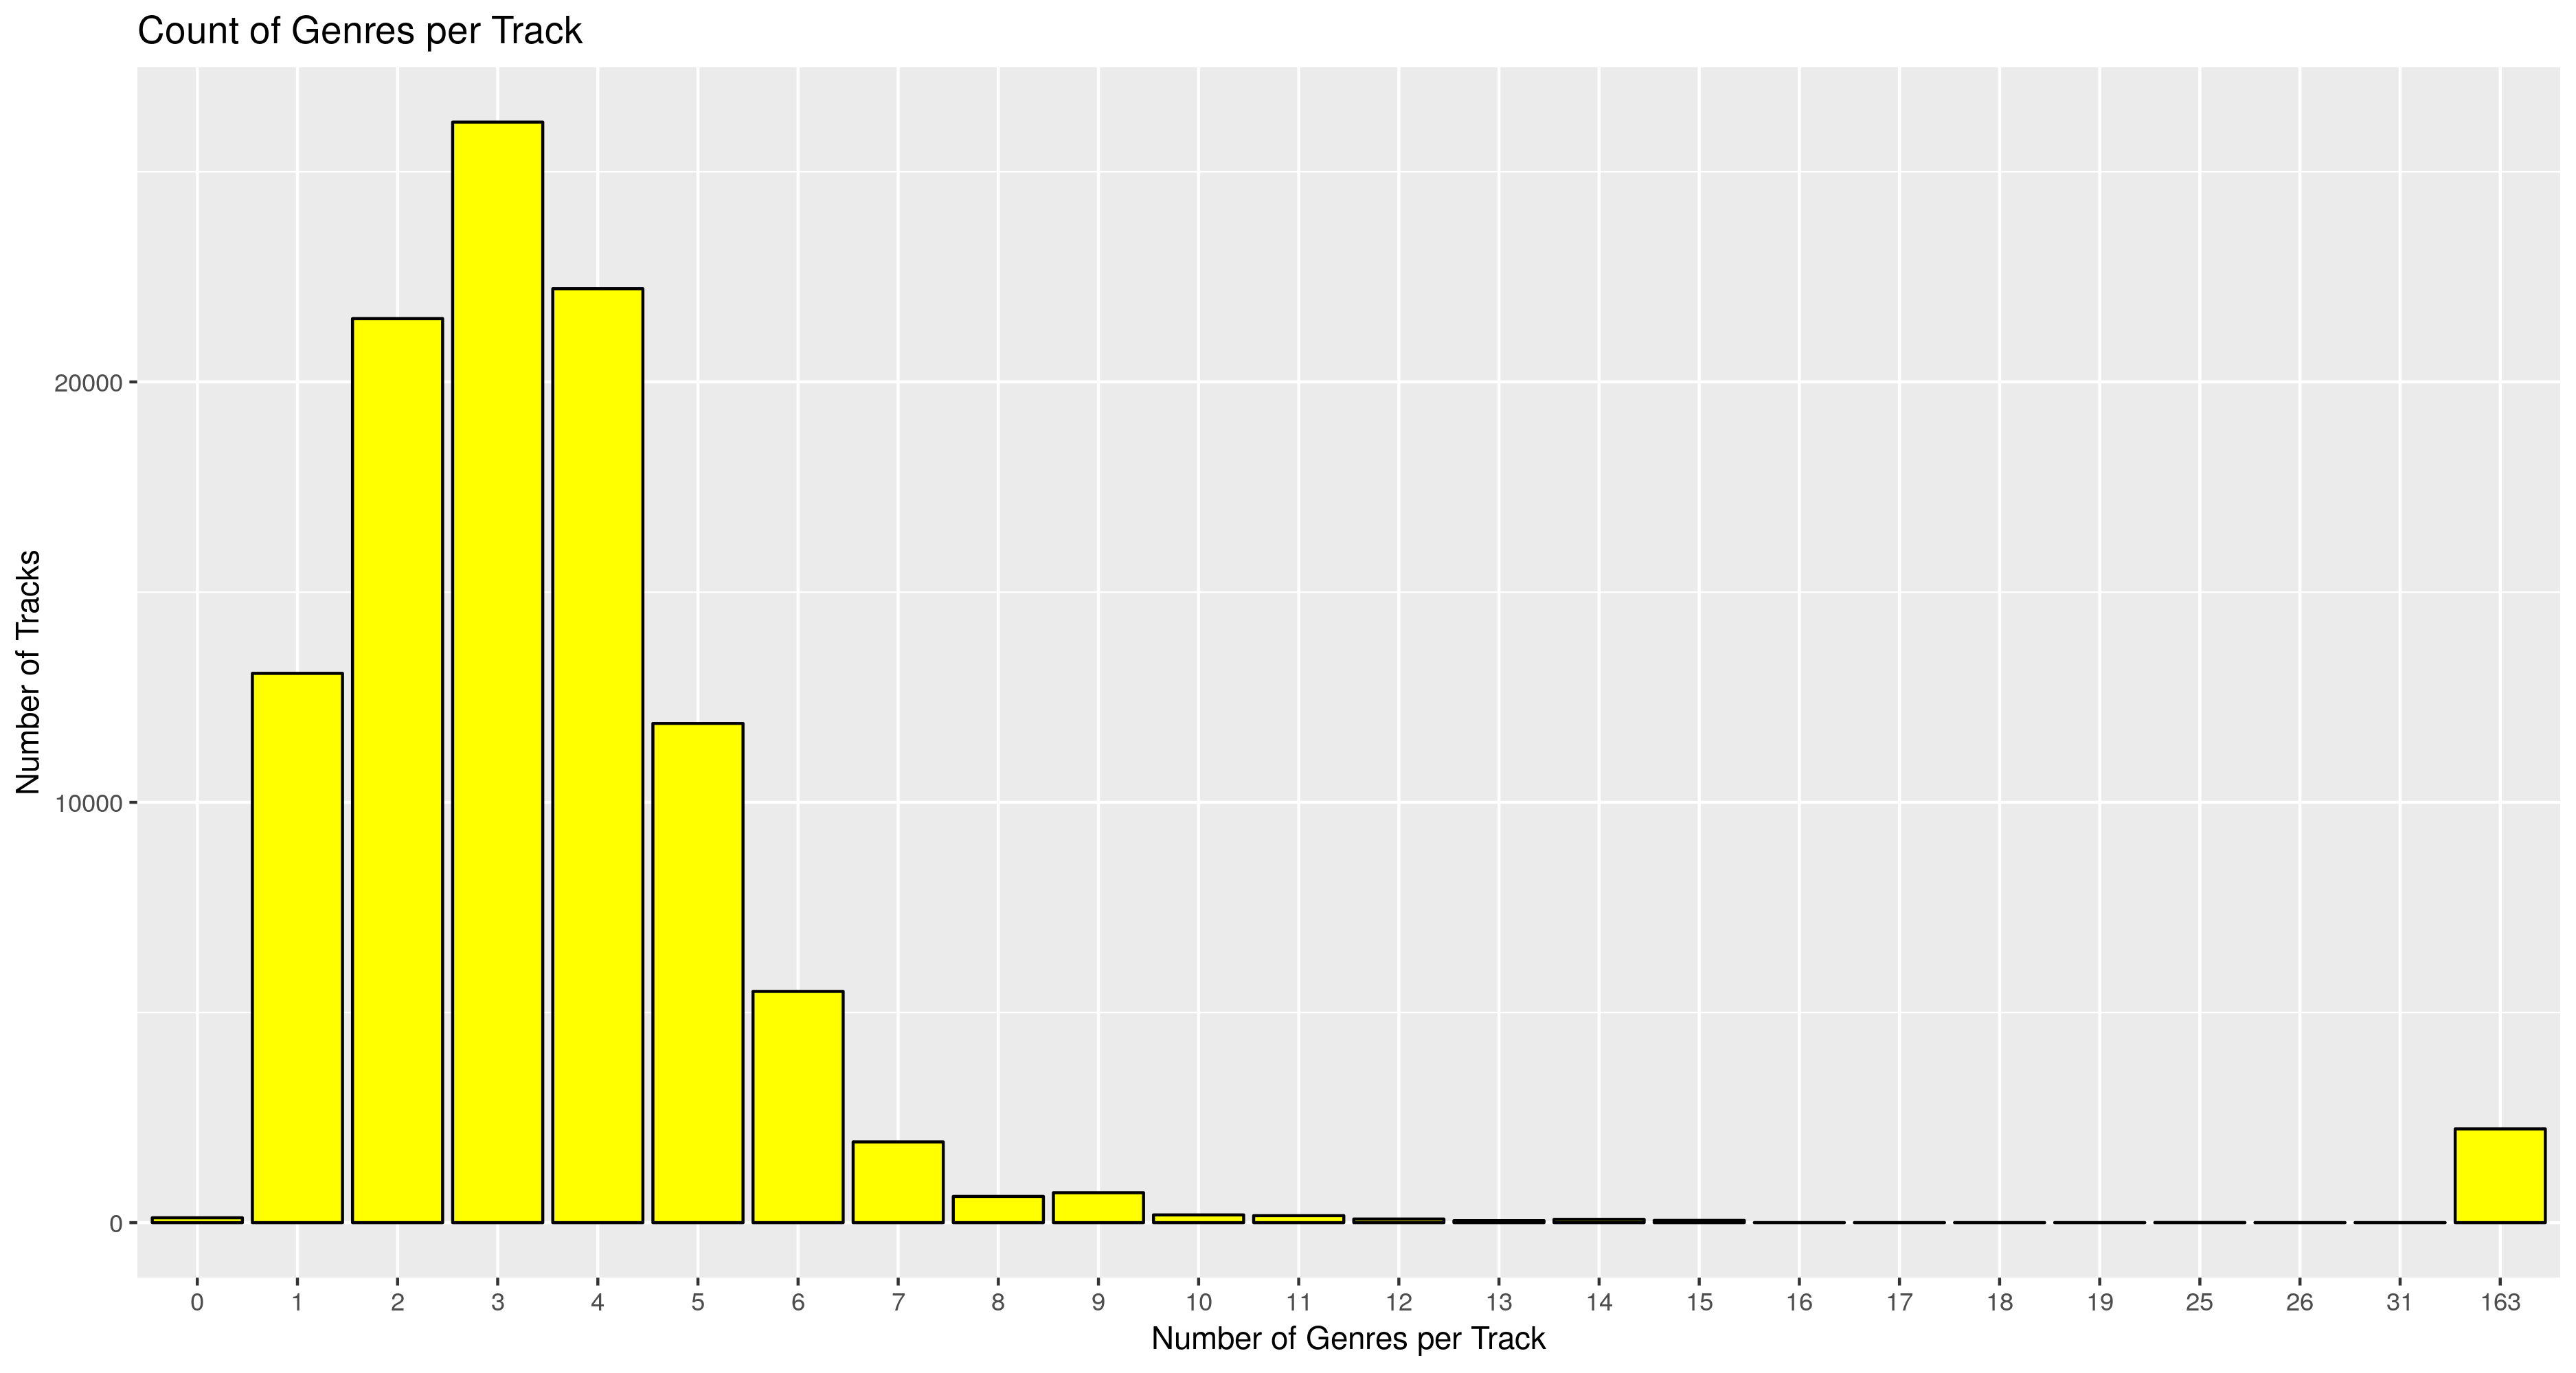 Count of Genres per Track
Number of Tracks
20000
10000
0
0 1 2 3 4 5 6 7 8 9 10 11 12 13 14 15 16 17 18 19 25 26 31 163
Number of Genres per Track